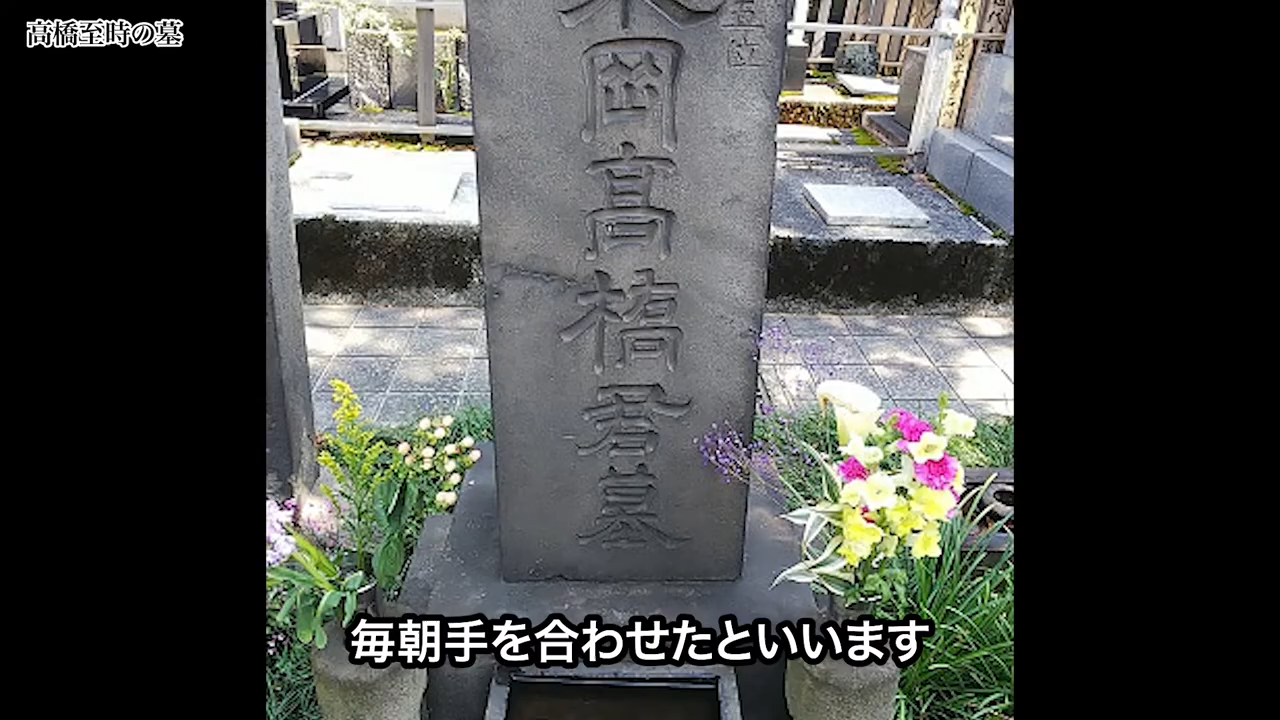 高橋至時の墓
岡高橋君墓
毎朝手を合わせたといいます